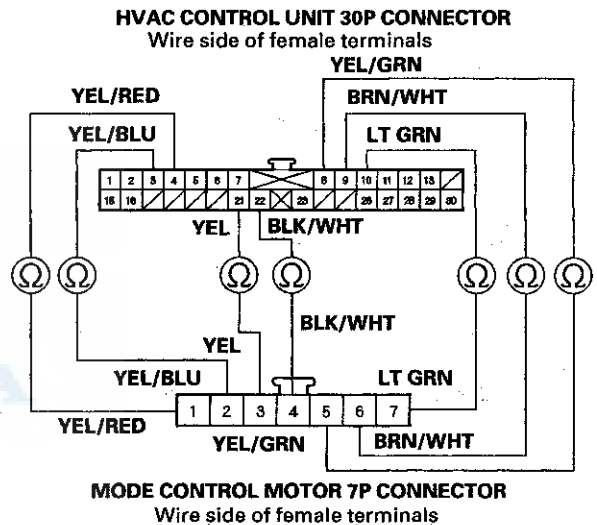 HVAC CONTROL UNIT 30P CONNECTOR
Wire side of female terminals
YEL/GRN
YEL/RED
BRN/WHT
YEL/BLU
LT GRN
1 2 3 4 5 6 7 8 9 10 11 12 13
15 16 21 22 23 26 27 28 29 30
YEL
BLK/WHT
Ω Ω Ω Ω Ω Ω Ω
BLK/WHT
YEL
YEL/BLU
LT GRN
1 2 3 4 5 6 7
YEL/RED
YEL/GRN
BRN/WHT
MODE CONTROL MOTOR 7P CONNECTOR
Wire side of female terminals